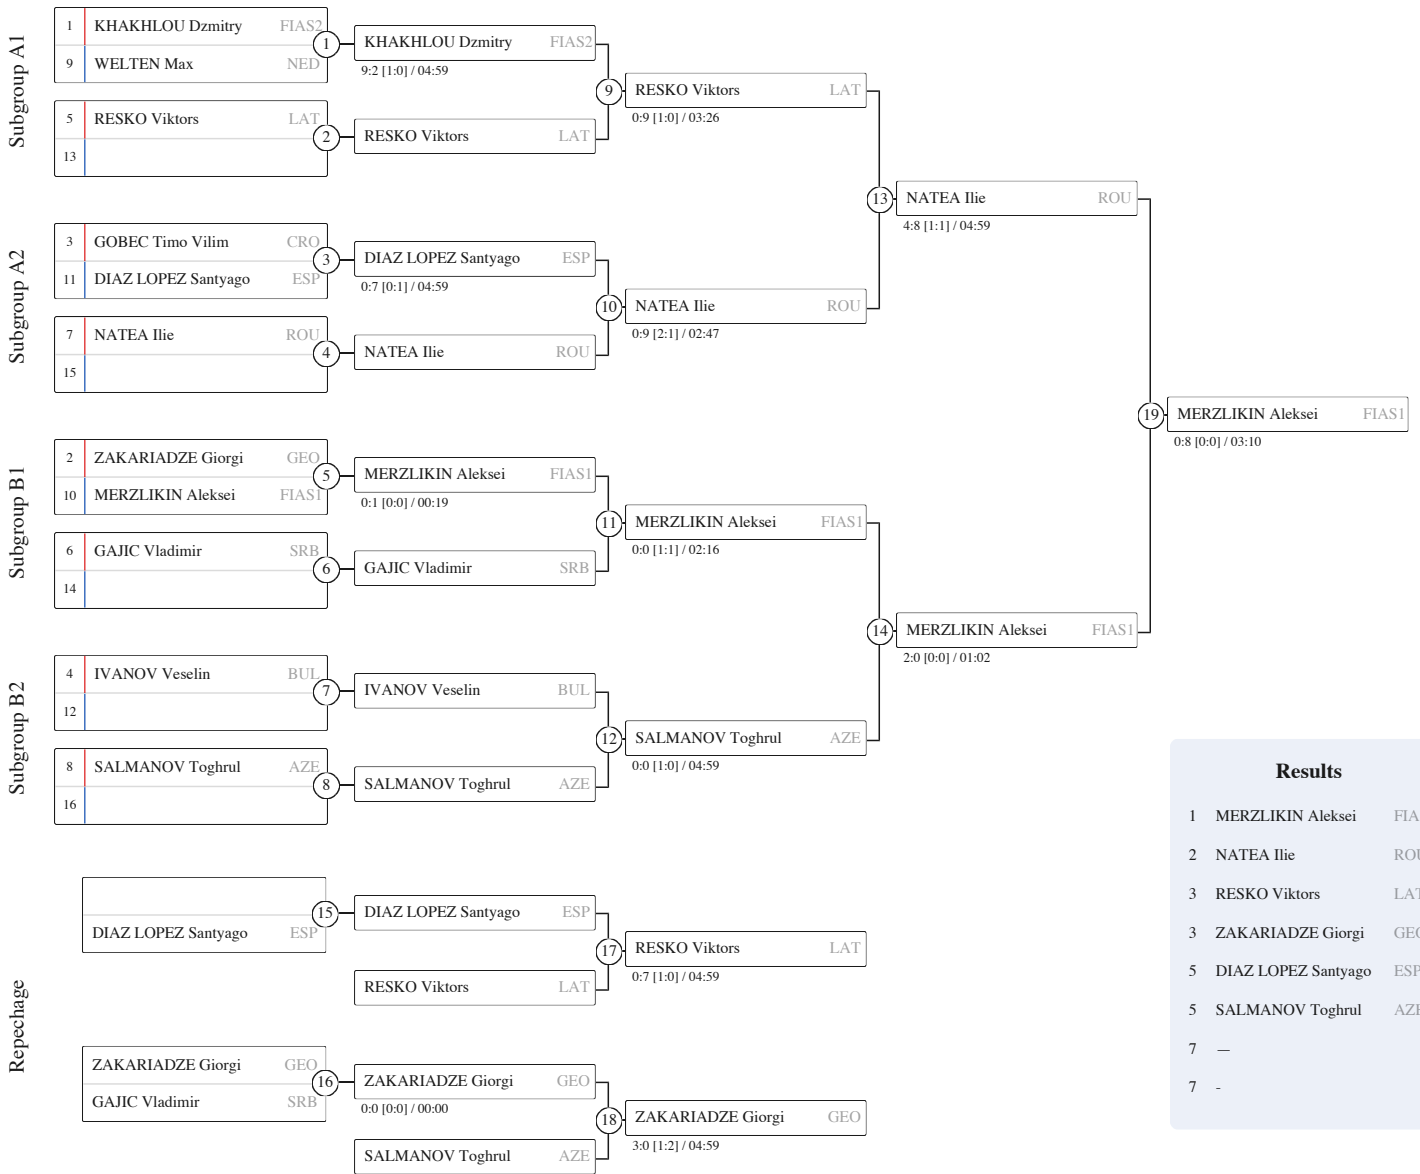 Subgroup A1
1 KHAKHLOU Dzmitry FIAS2
9 WELTEN Max NED
1
5 RESKO Viktors LAT
13
2
KHAKHLOU Dzmitry FIAS2
9:2 [1:0] / 04:59
RESKO Viktors LAT
9
RESKO Viktors LAT
0:9 [1:0] / 03:26
Subgroup A2
3 GOBEC Timo Vilim CRO
11 DIAZ LOPEZ Santyago ESP
3
7 NATEA Ilie ROU
15
4
DIAZ LOPEZ Santyago ESP
0:7 [0:1] / 04:59
NATEA Ilie ROU
10
NATEA Ilie ROU
0:9 [2:1] / 02:47
13
NATEA Ilie ROU
4:8 [1:1] / 04:59
Subgroup B1
2 ZAKARIADZE Giorgi GEO
10 MERZLIKIN Aleksei FIAS1
5
6 GAJIC Vladimir SRB
14
6
MERZLIKIN Aleksei FIAS1
0:1 [0:0] / 00:19
GAJIC Vladimir SRB
11
MERZLIKIN Aleksei FIAS1
0:0 [1:1] / 02:16
Subgroup B2
4 IVANOV Veselin BUL
12
7
8 SALMANOV Toghrul AZE
16
8
IVANOV Veselin BUL
SALMANOV Toghrul AZE
12
SALMANOV Toghrul AZE
0:0 [1:0] / 04:59
14
MERZLIKIN Aleksei FIAS1
2:0 [0:0] / 01:02
19
MERZLIKIN Aleksei FIAS1
0:8 [0:0] / 03:10
Repechage
DIAZ LOPEZ Santyago ESP
15
DIAZ LOPEZ Santyago ESP
RESKO Viktors LAT
17
RESKO Viktors LAT
0:7 [1:0] / 04:59
ZAKARIADZE Giorgi GEO
GAJIC Vladimir SRB
16
ZAKARIADZE Giorgi GEO
0:0 [0:0] / 00:00
SALMANOV Toghrul AZE
18
ZAKARIADZE Giorgi GEO
3:0 [1:2] / 04:59
Results
1 MERZLIKIN Aleksei FIA
2 NATEA Ilie ROU
3 RESKO Viktors LAT
3 ZAKARIADZE Giorgi GEO
5 DIAZ LOPEZ Santyago ESP
5 SALMANOV Toghrul AZE
7 —
7 -